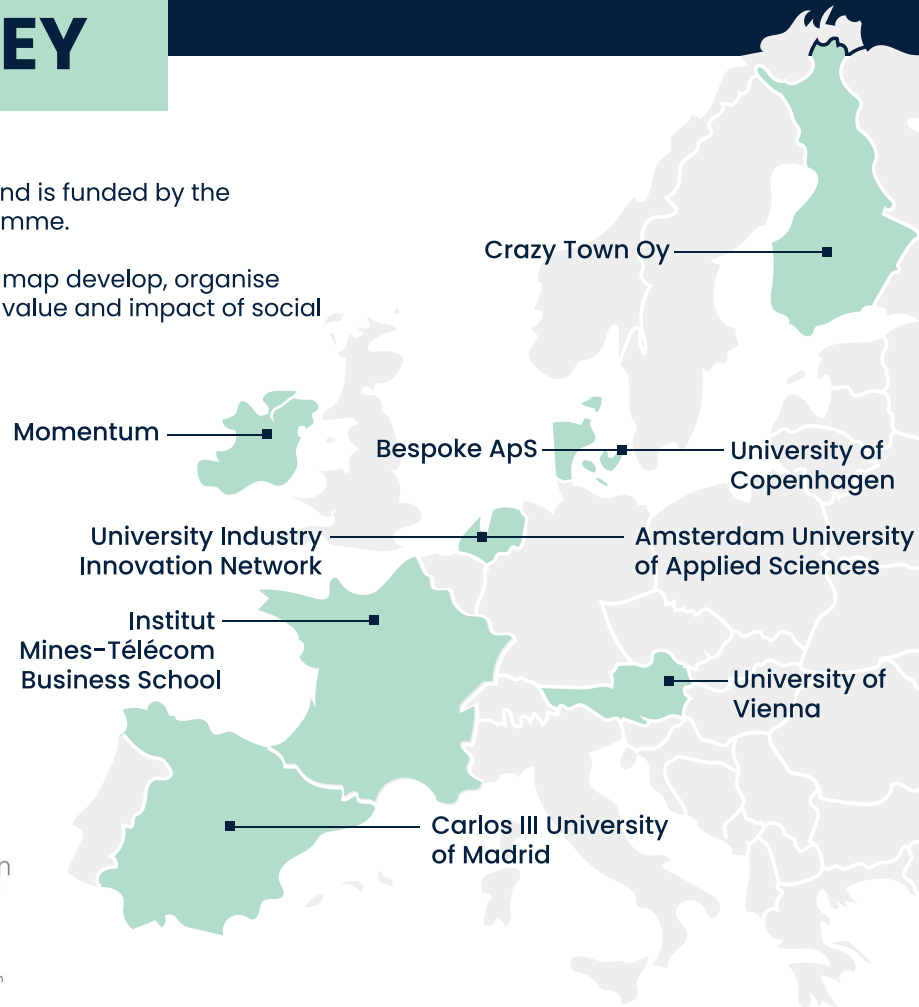 EY
nd is funded by the
mme.
map develop, organise
value and impact of social
Crazy Town Oy
Momentum
Bespoke ApS
University of
Copenhagen
University Industry
Innovation Network
Amsterdam University
of Applied Sciences
Institut
Mines-Télécom
Business School
University of
Vienna
Carlos III University
of Madrid
n
n